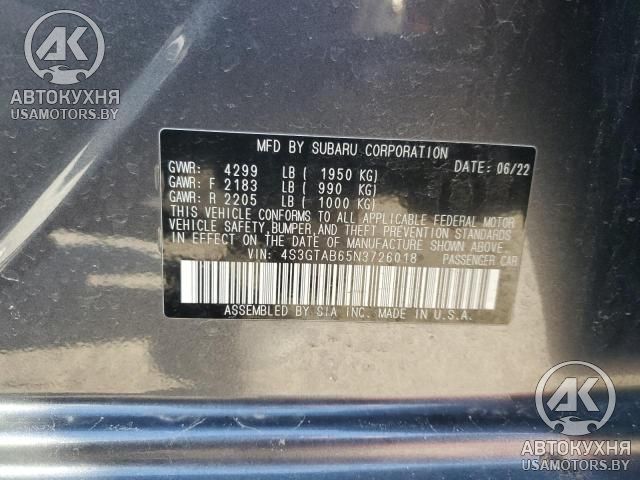 AK
АВТОКУХНЯ
USAMOTORS.BY
MFD BY SUBARU CORPORATION
GVWR: 4299 LB ( 1950 KG) DATE: 06/22
GAWR: F 2183 LB ( 990 KG)
GAWR: R 2205 LB ( 1000 KG)
THIS VEHICLE CONFORMS TO ALL APPLICABLE FEDERAL MOTOR
VEHICLE SAFETY, BUMPER, AND THEFT PREVENTION STANDARDS
IN EFFECT ON THE DATE OF MANUFACTURE SHOWN ABOVE.
VIN: 4S3GTAB65N3726018 PASSENGER CAR
ASSEMBLED BY SIA INC. MADE IN U.S.A.
AK
АВТОКУХНЯ
USAMOTORS.BY